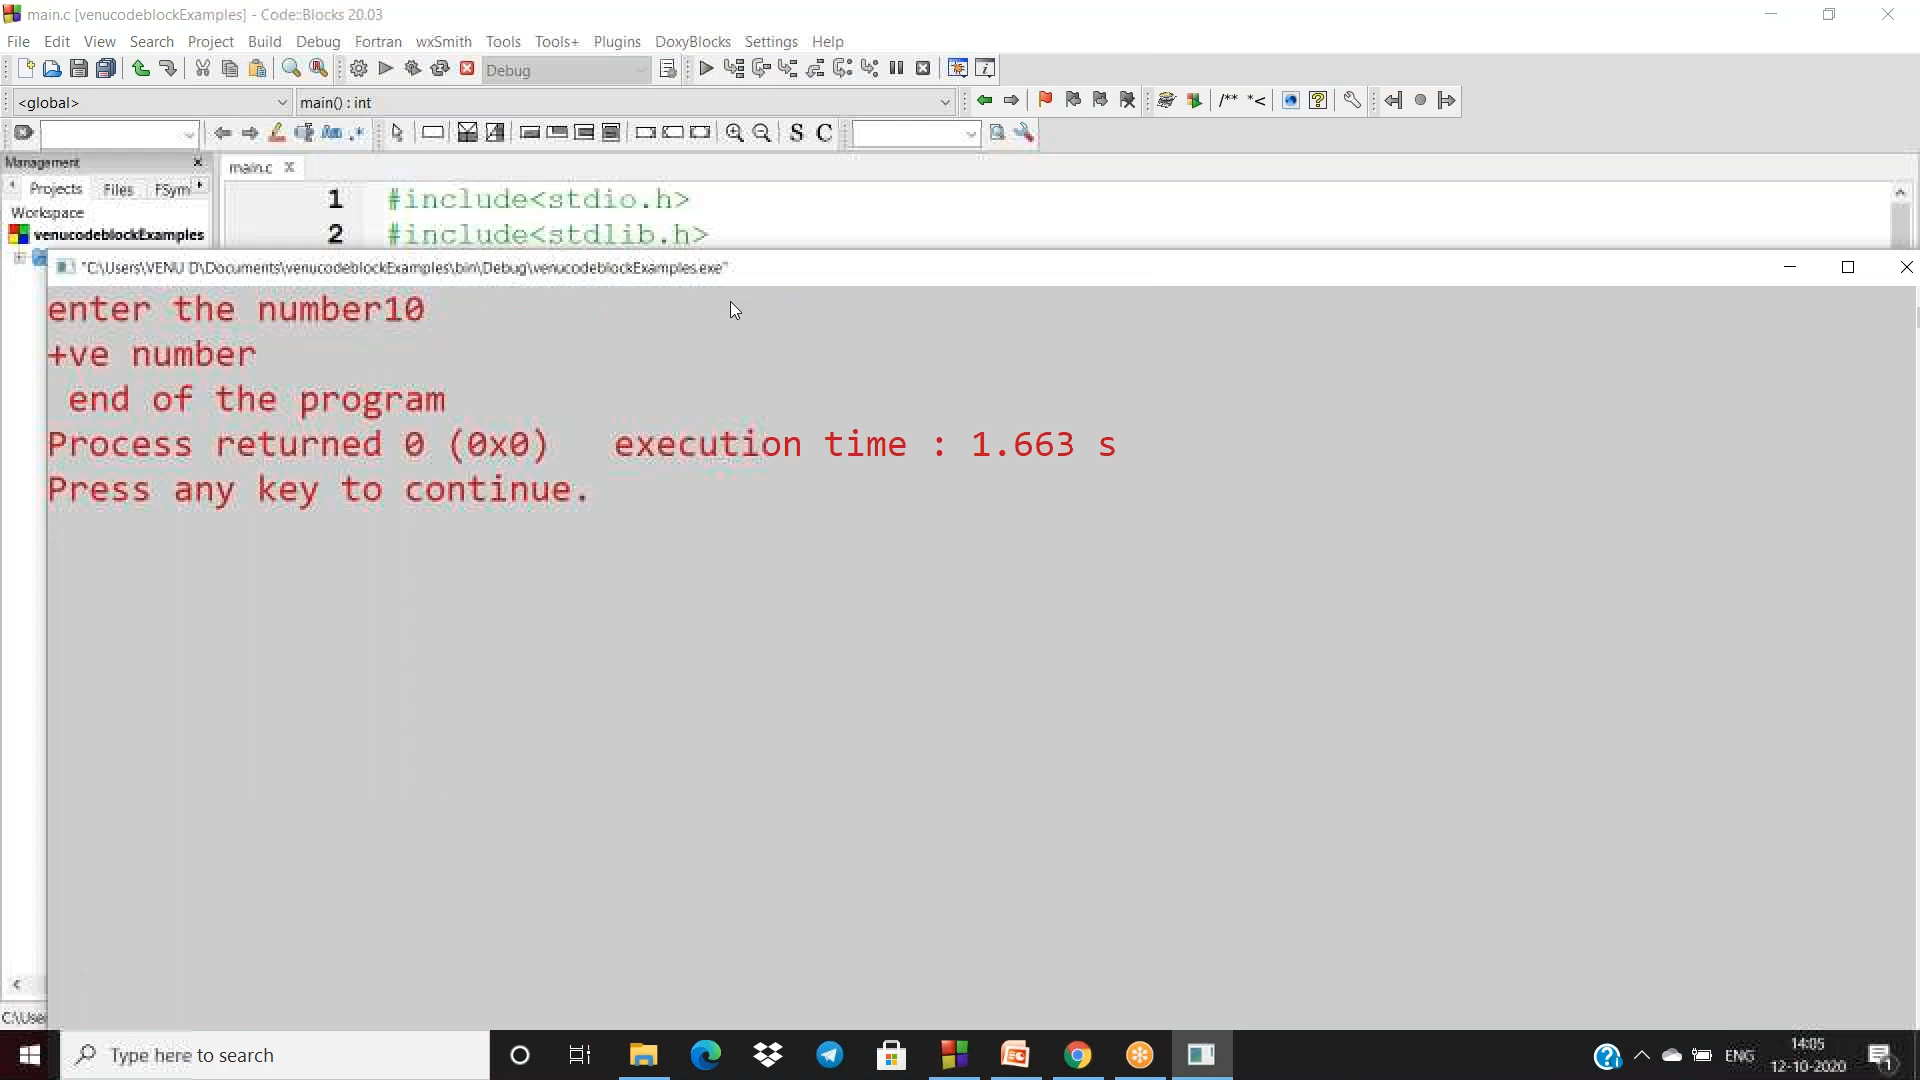 main.c [venucodeblockExamples] - Code::Blocks 20.03
File Edit View Search Project Build Debug Fortran wxSmith Tools Tools+ Plugins DoxyBlocks Settings Help
Debug
<global> main() : int
/** *<
S C
Management
main.c
Projects Files FSym
Workspace
venucodeblockExamples
1 #include<stdio.h>
2 #include<stdlib.h>
"C:\Users\VENU D\Documents\venucodeblockExamples\bin\Debug\venucodeblockExamples.exe"
enter the number10
+ve number
end of the program
Process returned 0 (0x0) execution time : 1.663 s
Press any key to continue.
C:\User
Type here to search
ENG
14:05
12-10-2020
1